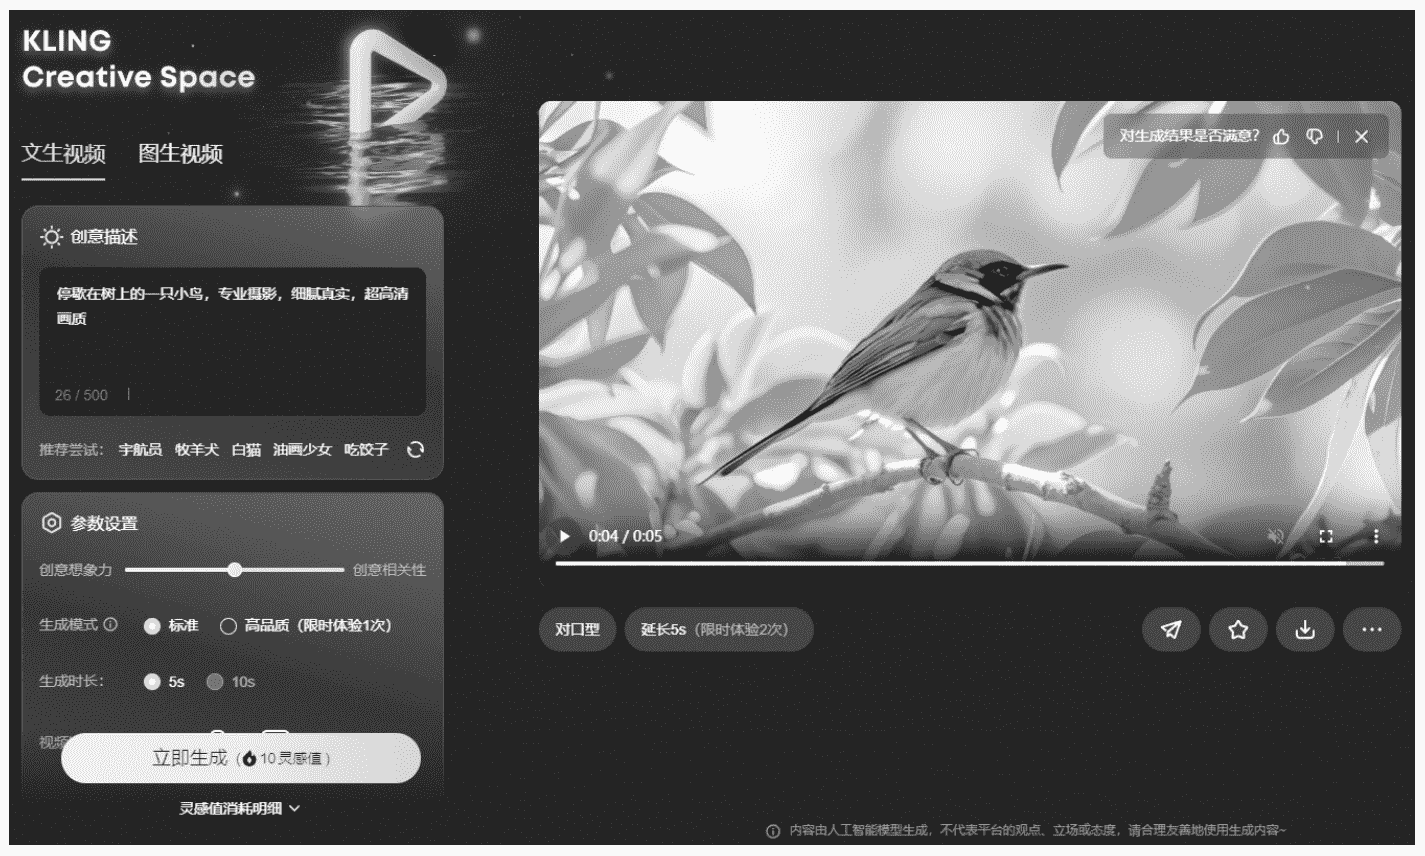 KLING
Creative Space
文生视频 图生视频
创意描述
停歇在树上的一只小鸟，专业摄影，细腻真实，超高清
画质
26 / 500
推荐尝试： 宇航员 牧羊犬 白猫 油画少女 吃饺子
参数设置
创意想象力 创意相关性
生成模式 标准 高品质（限时体验1次）
生成时长： 5s 10s
视频
立即生成（10灵感值）
灵感值消耗明细
对生成结果是否满意？
0:04 / 0:05
对口型 延长5s（限时体验2次）
内容由人工智能模型生成，不代表平台的观点、立场或态度，请合理友善地使用生成内容~